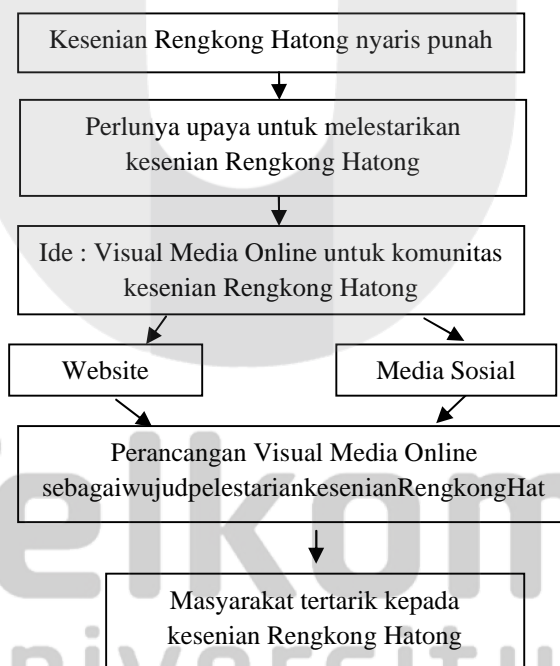 Kesenian Rengkong Hatong nyaris punah
Perlunya upaya untuk melestarikan
kesenian Rengkong Hatong
Ide : Visual Media Online untuk komunitas
kesenian Rengkong Hatong
Website
Media Sosial
Perancangan Visual Media Online
sebagaiwujudpelestariankesenianRengkongHat
Masyarakat tertarik kepada
kesenian Rengkong Hatong